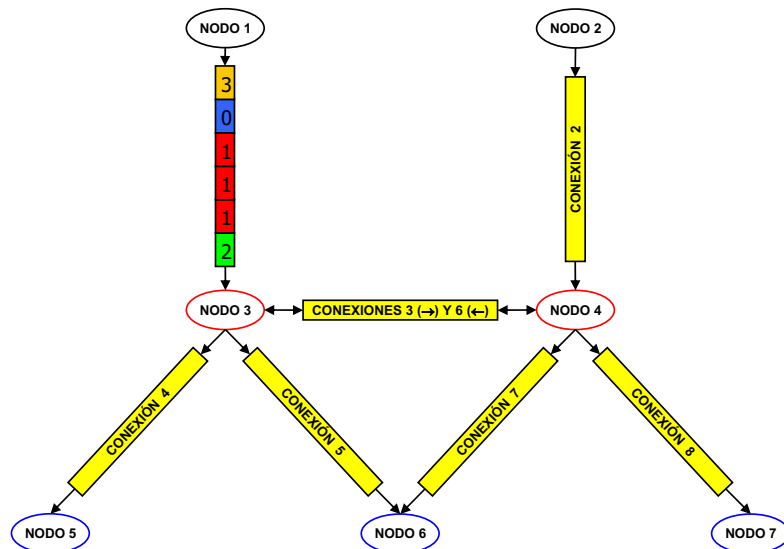 NODO 1
NODO 2
3
0
1
1
1
2
CONEXIÓN 2
NODO 3
CONEXIONES 3 (→) Y 6 (←)
NODO 4
CONEXIÓN 4
CONEXIÓN 5
CONEXIÓN 7
CONEXIÓN 8
NODO 5
NODO 6
NODO 7